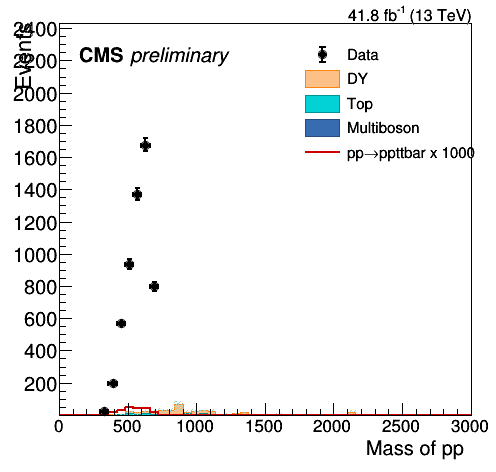 41.8 fb⁻¹ (13 TeV)
CMS preliminary
Data
DY
Top
Multiboson
pp→ppttbar x 1000
Events
2400
2200
2000
1800
1600
1400
1200
1000
800
600
400
200
0 500 1000 1500 2000 2500 3000
Mass of pp